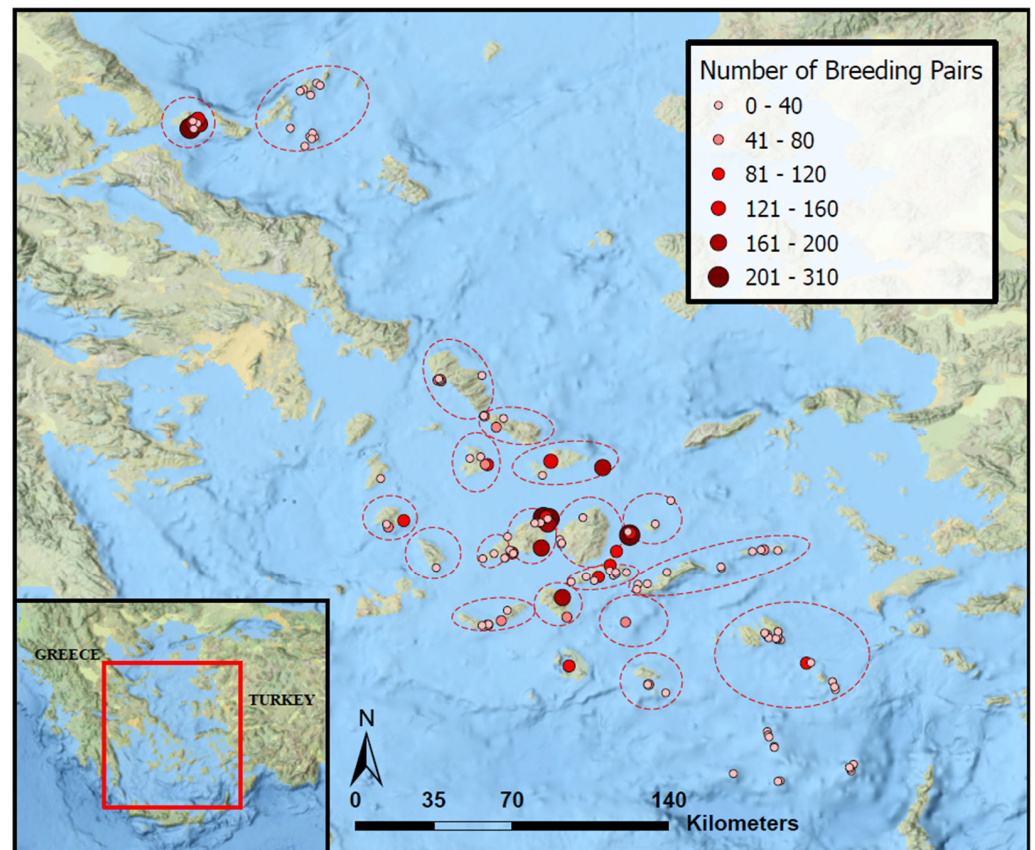 Number of Breeding Pairs
0 - 40
41 - 80
81 - 120
121 - 160
161 - 200
201 - 310
GREECE
TURKEY
N
0 35 70 140
Kilometers